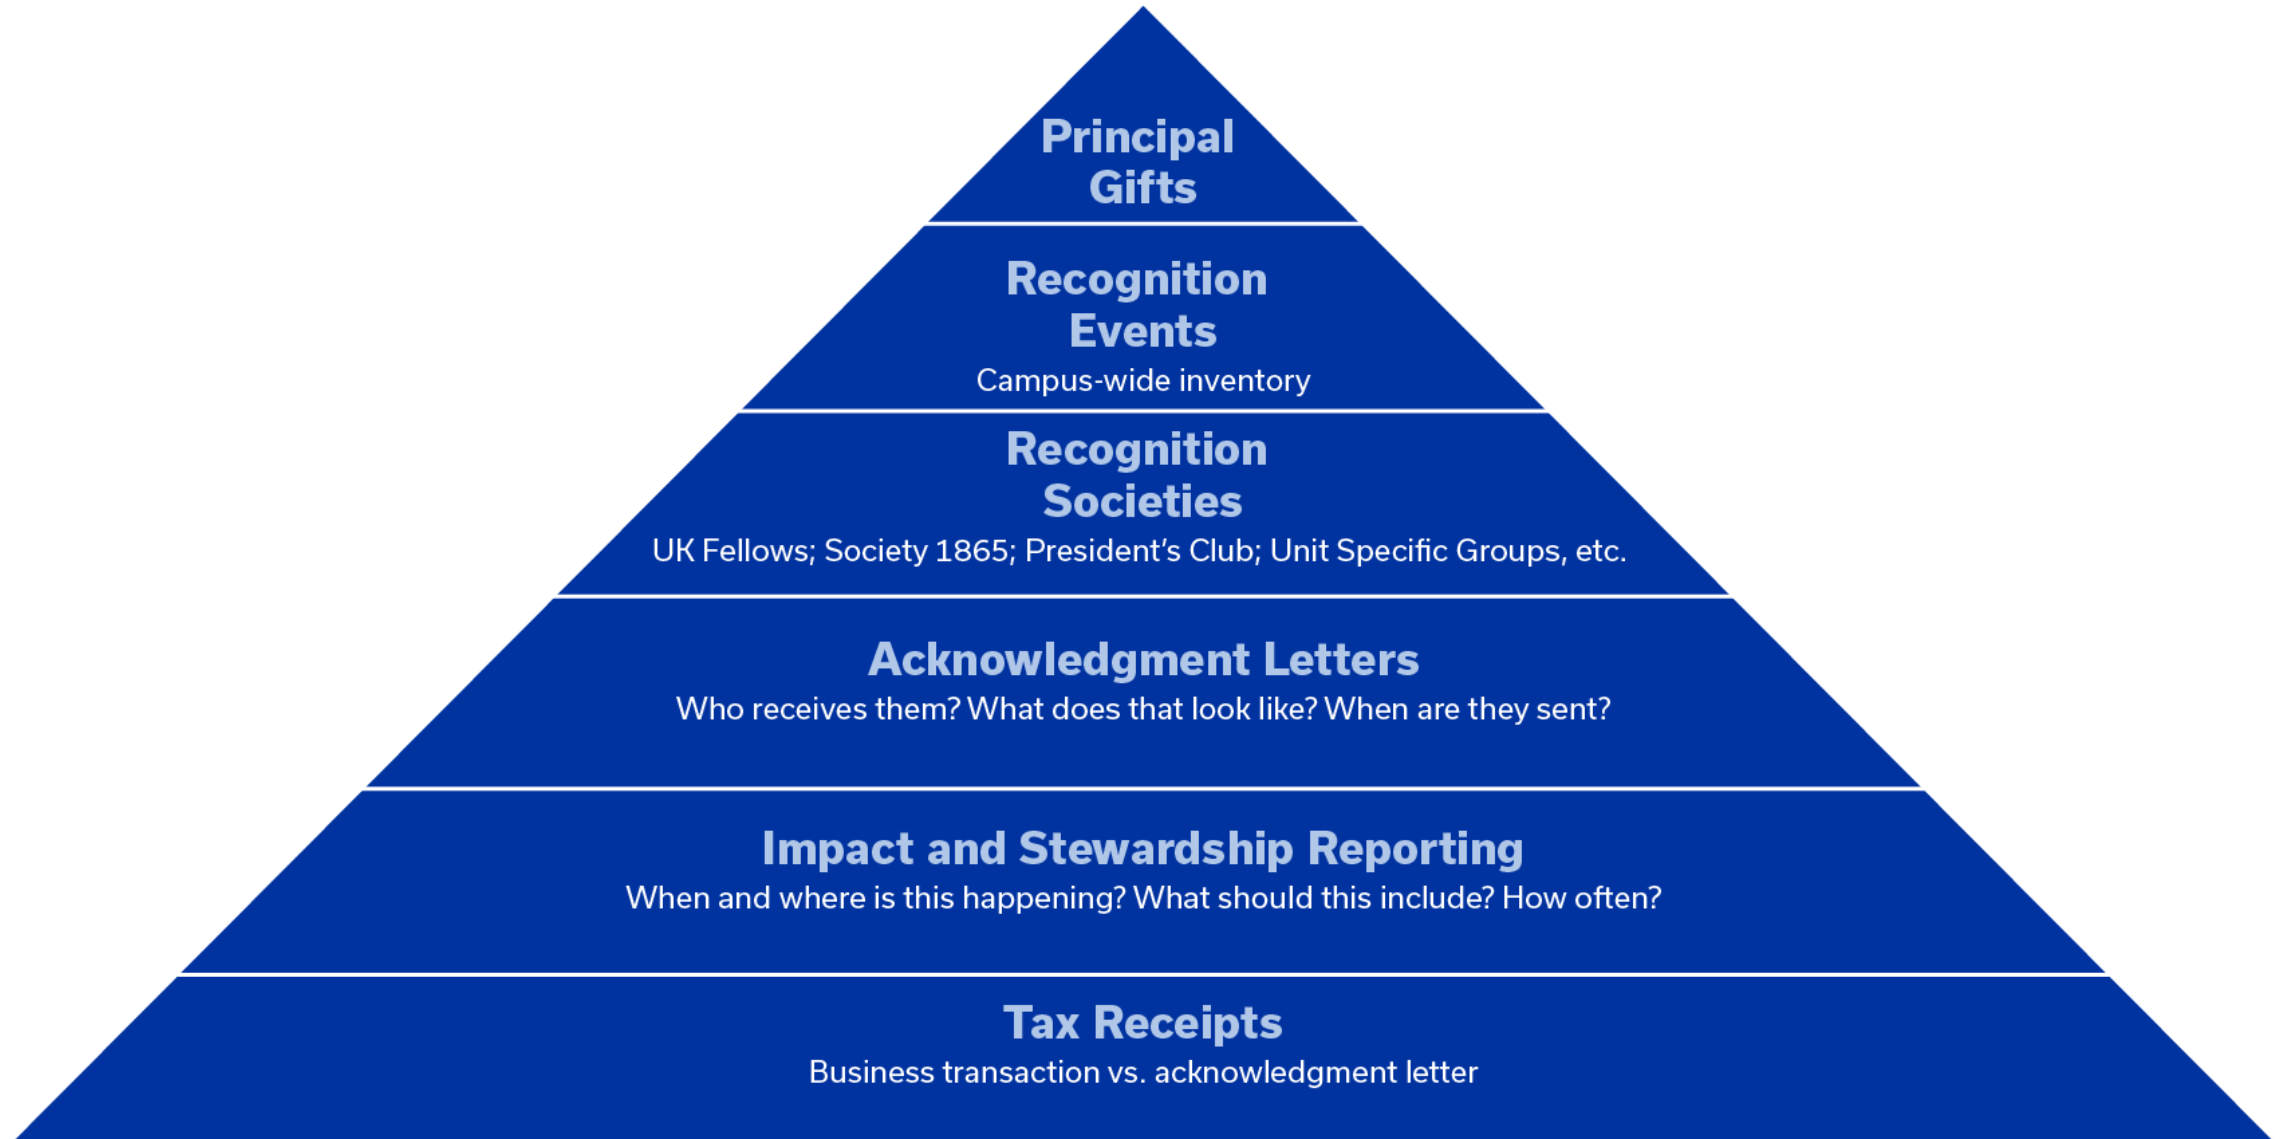 Principal
Gifts
Recognition
Events
Campus-wide inventory
Recognition
Societies
UK Fellows; Society 1865; President’s Club; Unit Specific Groups, etc.
Acknowledgment Letters
Who receives them? What does that look like? When are they sent?
Impact and Stewardship Reporting
When and where is this happening? What should this include? How often?
Tax Receipts
Business transaction vs. acknowledgment letter